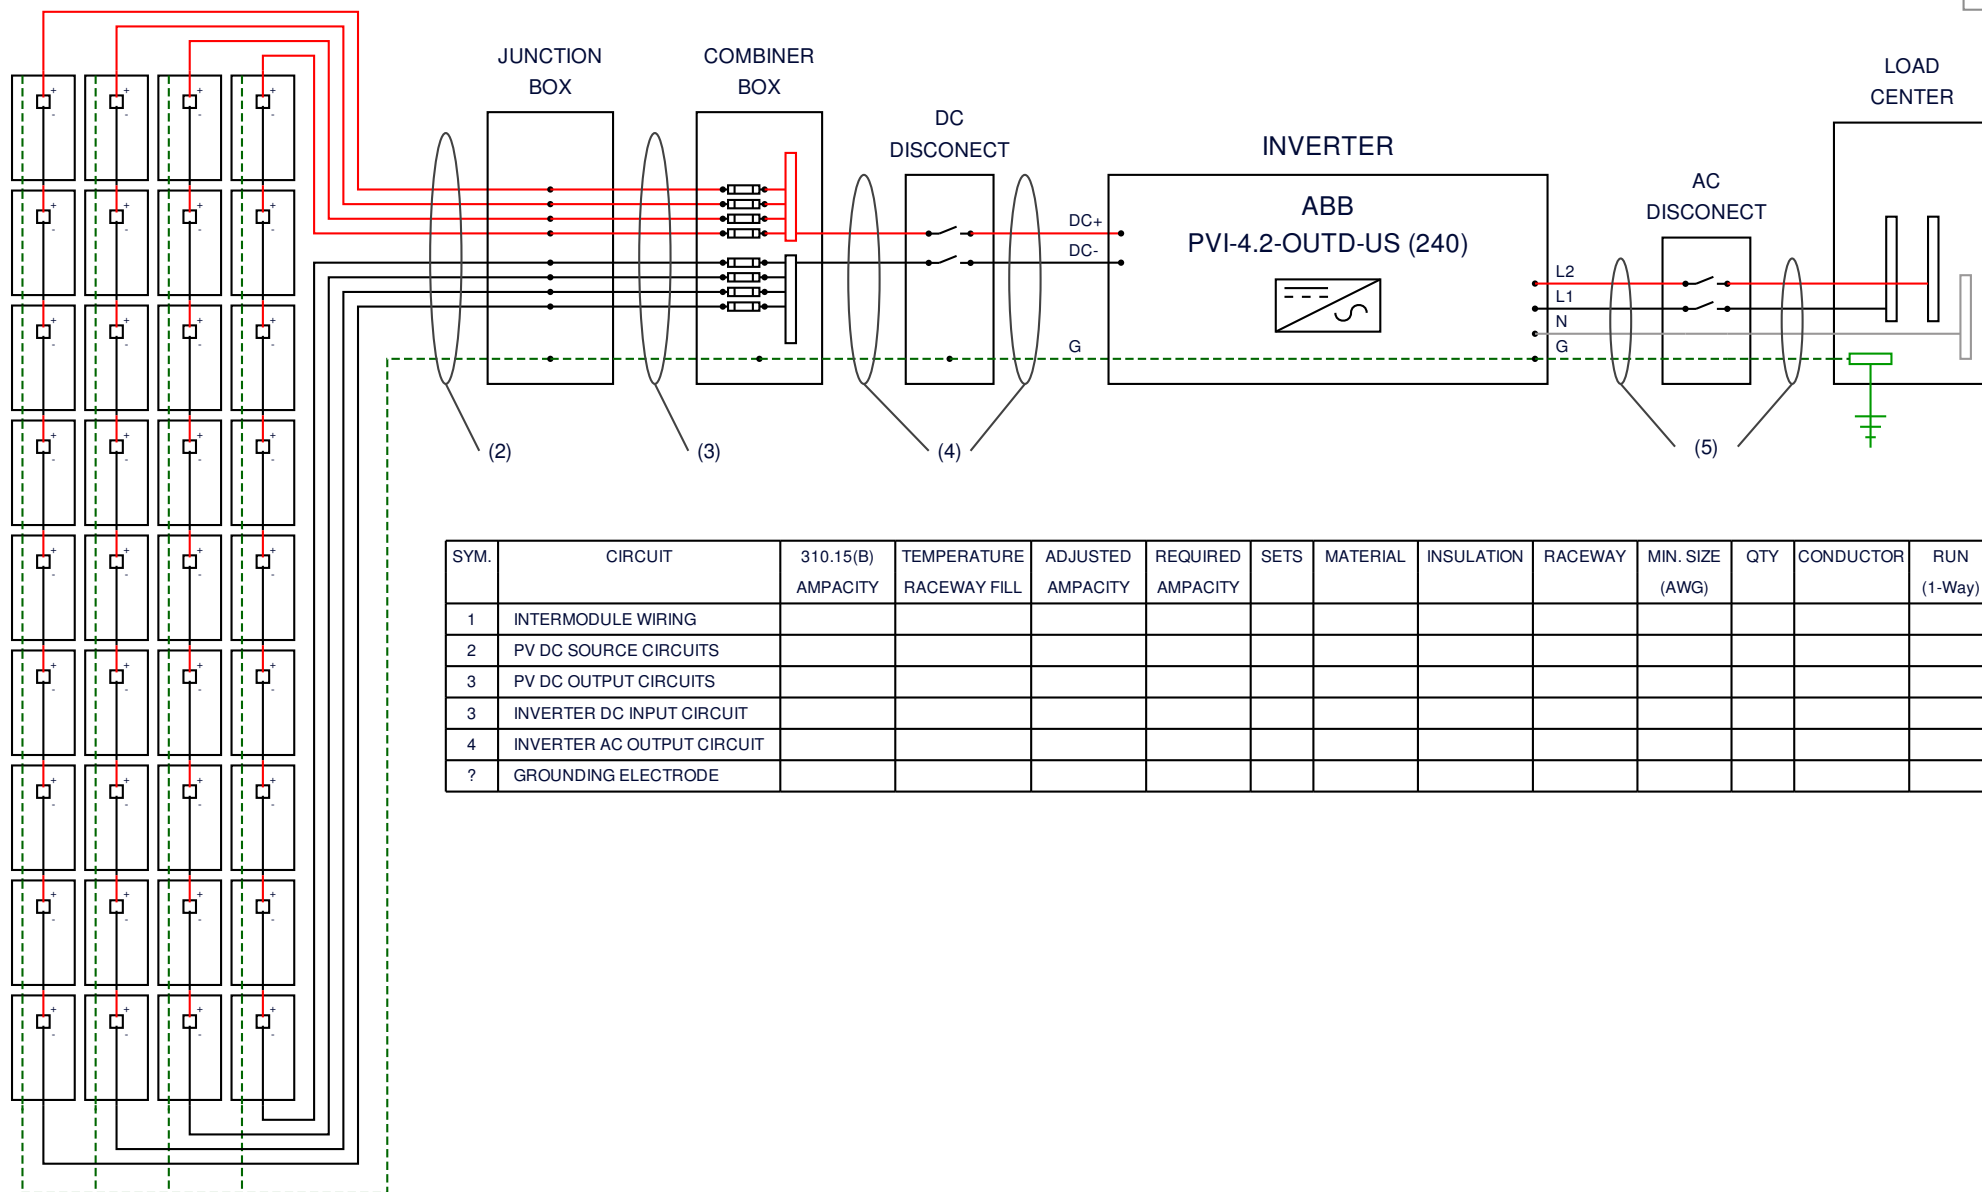 JUNCTION
BOX
COMBINER
BOX
DC
DISCONECT
INVERTER
ABB
PVI-4.2-OUTD-US (240)
AC
DISCONECT
LOAD
CENTER
DC+
DC-
G
L2
L1
N
G
(2)
(3)
(4)
(5)
SYM. CIRCUIT 310.15(B) AMPACITY TEMPERATURE RACEWAY FILL ADJUSTED AMPACITY REQUIRED AMPACITY SETS MATERIAL INSULATION RACEWAY MIN. SIZE (AWG) QTY CONDUCTOR RUN (1-Way)
1 INTERMODULE WIRING
2 PV DC SOURCE CIRCUITS
3 PV DC OUTPUT CIRCUITS
3 INVERTER DC INPUT CIRCUIT
4 INVERTER AC OUTPUT CIRCUIT
? GROUNDING ELECTRODE